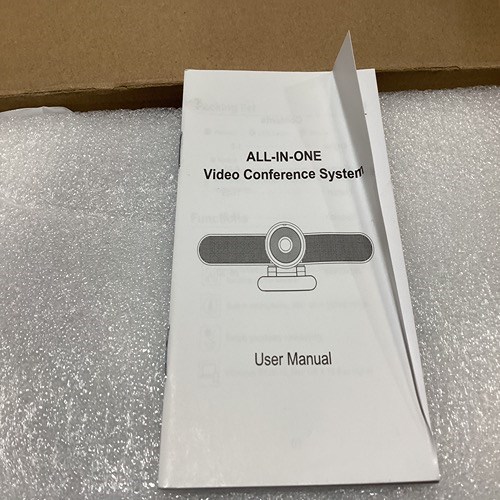 ALL-IN-ONE
Video Conference System
User Manual